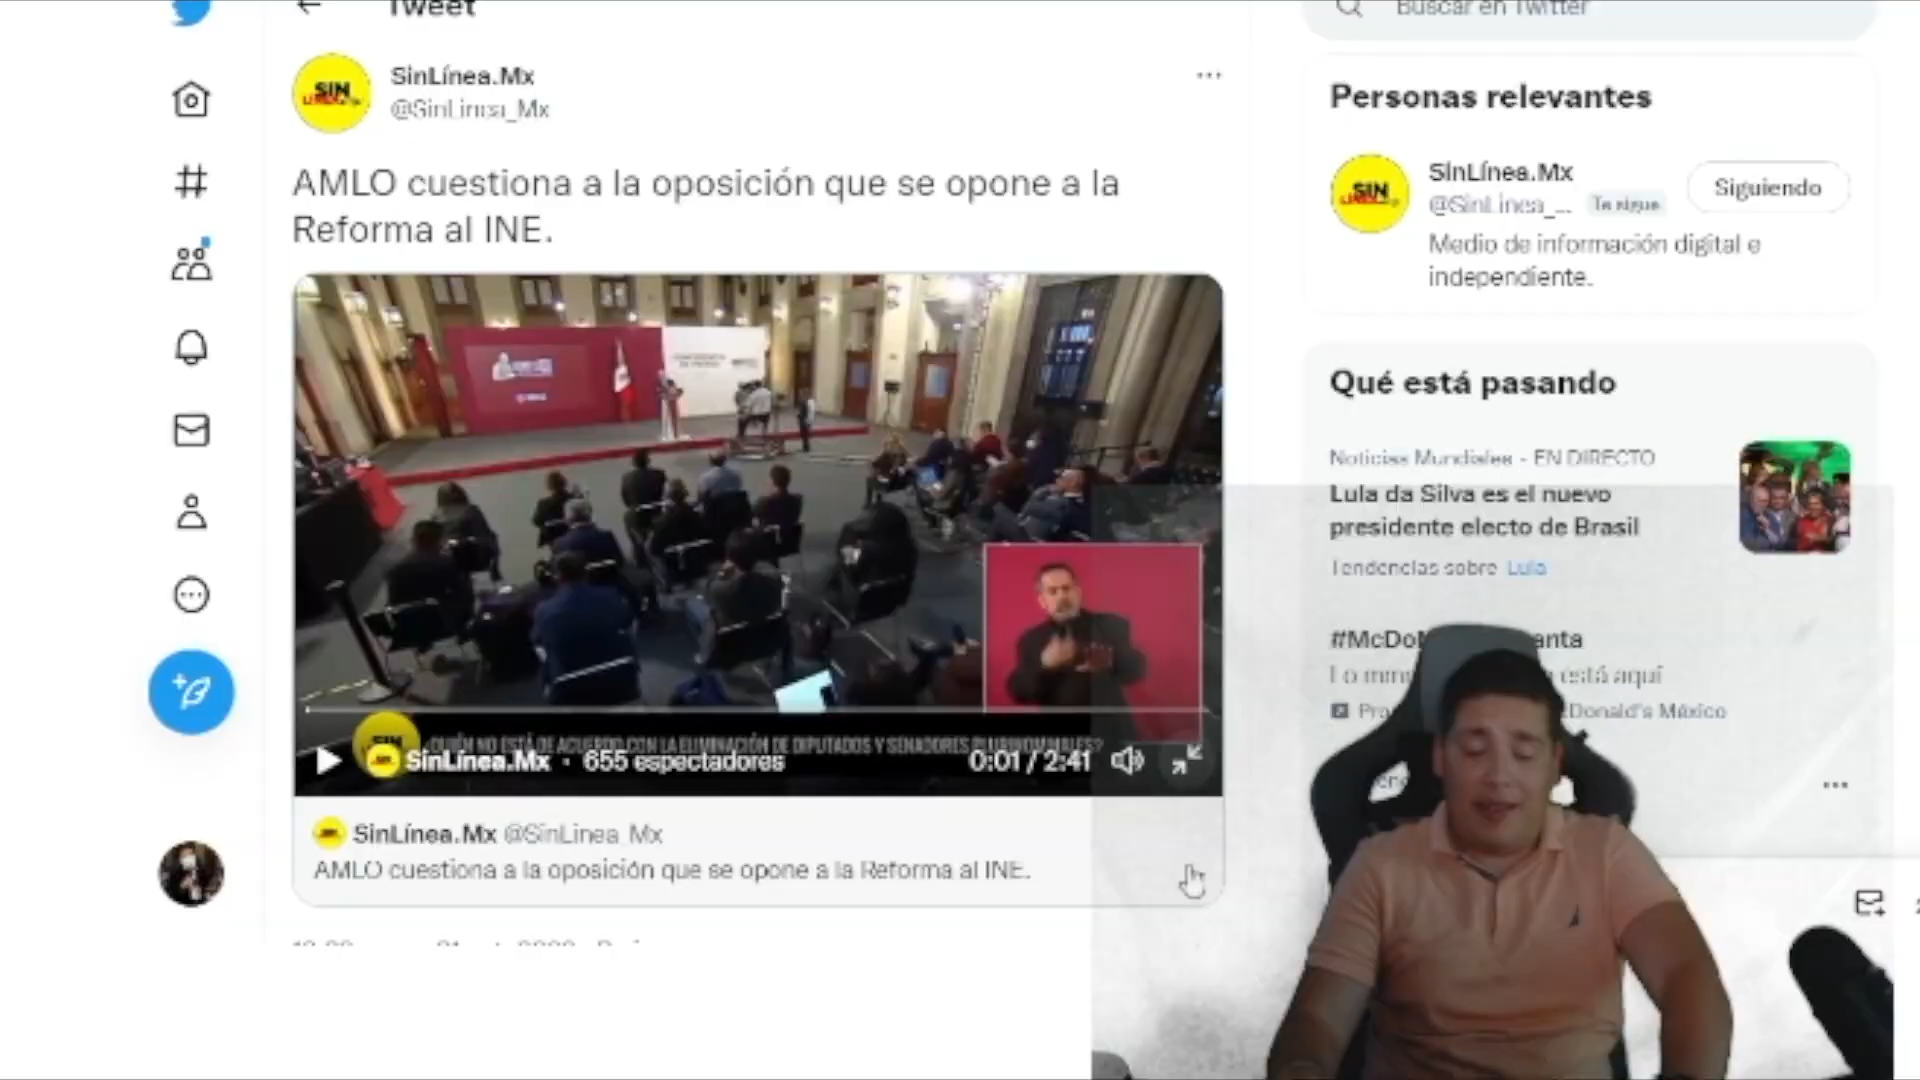 Tweet
Buscar en Twitter
SinLínea.Mx
@SinLinea_Mx
AMLO cuestiona a la oposición que se opone a la
Reforma al INE.
¿QUIÉN NO ESTÁ DE ACUERDO CON LA ELIMINACIÓN DE DIPUTADOS Y SENADORES PLURINOMINALES?
SinLínea.Mx · 655 espectadores
0:01 / 2:41
SinLínea.Mx @SinLinea_Mx
AMLO cuestiona a la oposición que se opone a la Reforma al INE.
Personas relevantes
SIN
SinLínea.Mx
@SinLinea_...
Te sigue
Siguiendo
Medio de información digital e
independiente.
Qué está pasando
Noticias Mundiales - EN DIRECTO
Lula da Silva es el nuevo
presidente electo de Brasil
Tendencias sobre Lula
está aquí
Donald's México